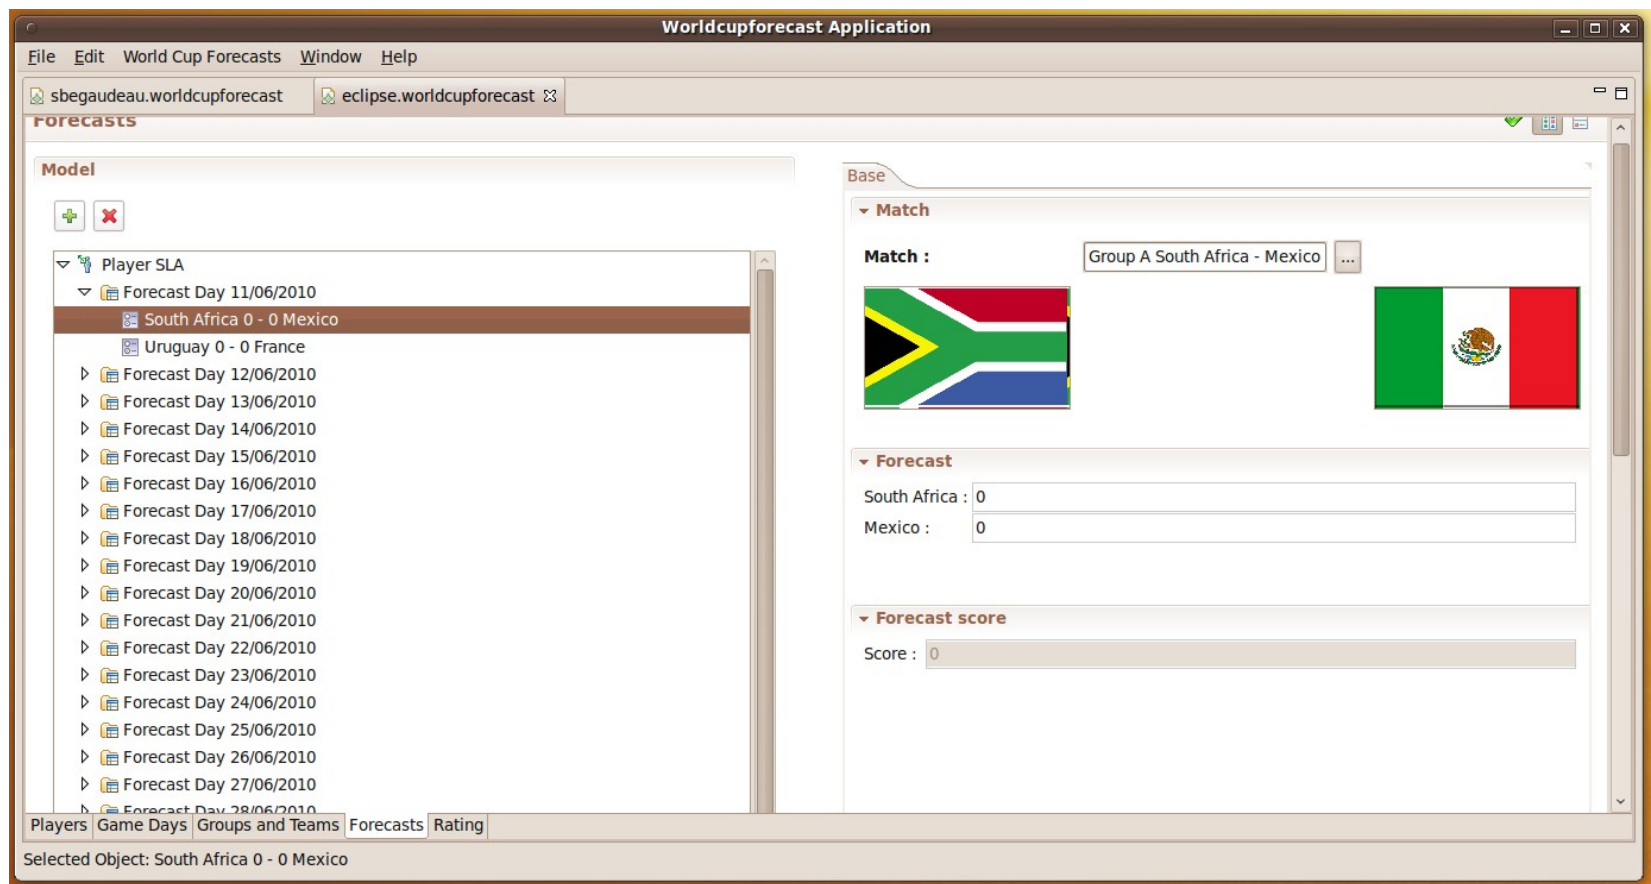 Worldcupforecast Application
File Edit World Cup Forecasts Window Help
sbegaudeau.worldcupforecast eclipse.worldcupforecast
Forecasts
Model
Player SLA
Forecast Day 11/06/2010
South Africa 0 - 0 Mexico
Uruguay 0 - 0 France
Forecast Day 12/06/2010
Forecast Day 13/06/2010
Forecast Day 14/06/2010
Forecast Day 15/06/2010
Forecast Day 16/06/2010
Forecast Day 17/06/2010
Forecast Day 18/06/2010
Forecast Day 19/06/2010
Forecast Day 20/06/2010
Forecast Day 21/06/2010
Forecast Day 22/06/2010
Forecast Day 23/06/2010
Forecast Day 24/06/2010
Forecast Day 25/06/2010
Forecast Day 26/06/2010
Forecast Day 27/06/2010
Forecast Day 28/06/2010
Base
Match
Match : Group A South Africa - Mexico ...
Forecast
South Africa : 0
Mexico : 0
Forecast score
Score : 0
Players Game Days Groups and Teams Forecasts Rating
Selected Object: South Africa 0 - 0 Mexico